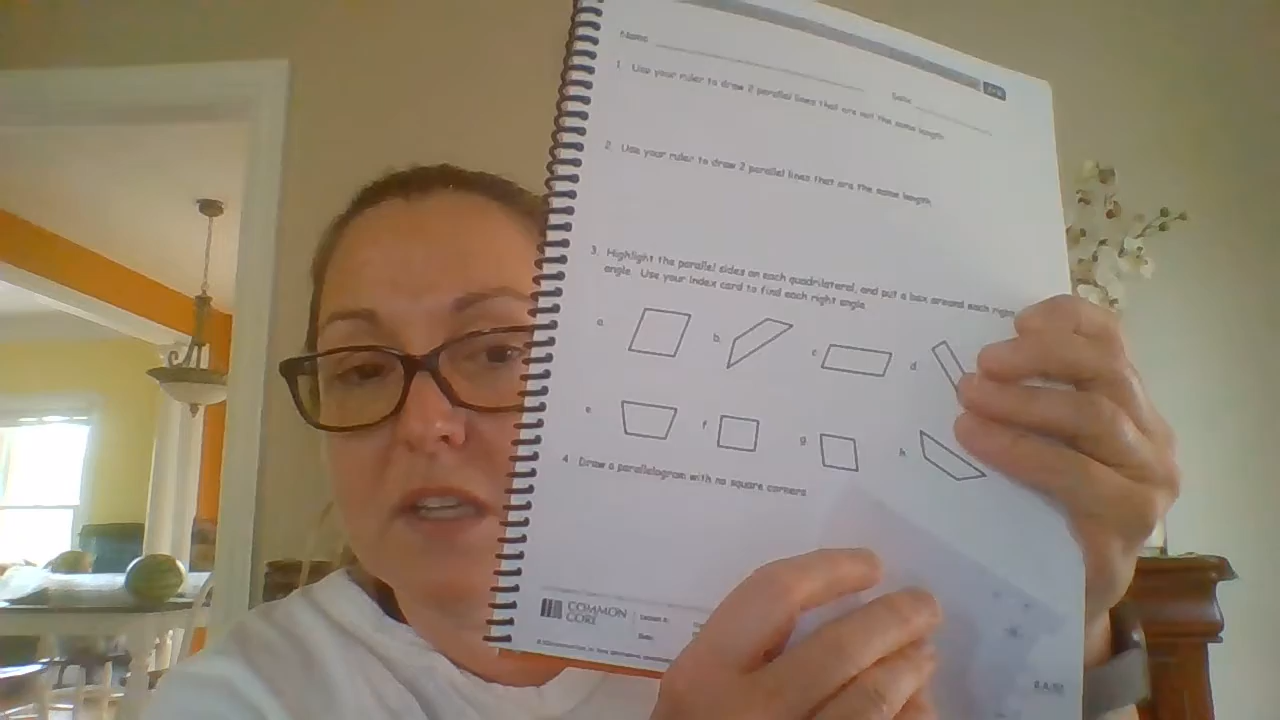 Name
Date
1. Use your ruler to draw 2 parallel lines that are not the same length.
2. Use your ruler to draw 2 parallel lines that are the same length.
3. Highlight the parallel sides on each quadrilateral, and put a box around each right
angle. Use your index card to find each right angle.
a. b. c. d.
e. f. g. h.
4. Draw a parallelogram with no square corners.
COMMON
CORE
Lesson
Date: